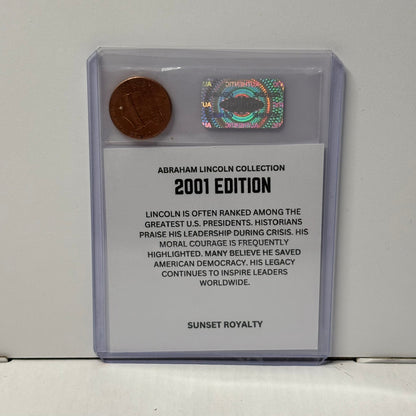 ABRAHAM LINCOLN COLLECTION
2001 EDITION
LINCOLN IS OFTEN RANKED AMONG THE
GREATEST U.S. PRESIDENTS. HISTORIANS
PRAISE HIS LEADERSHIP DURING CRISIS. HIS
MORAL COURAGE IS FREQUENTLY
HIGHLIGHTED. MANY BELIEVE HE SAVED
AMERICAN DEMOCRACY. HIS LEGACY
CONTINUES TO INSPIRE LEADERS
WORLDWIDE.
SUNSET ROYALTY